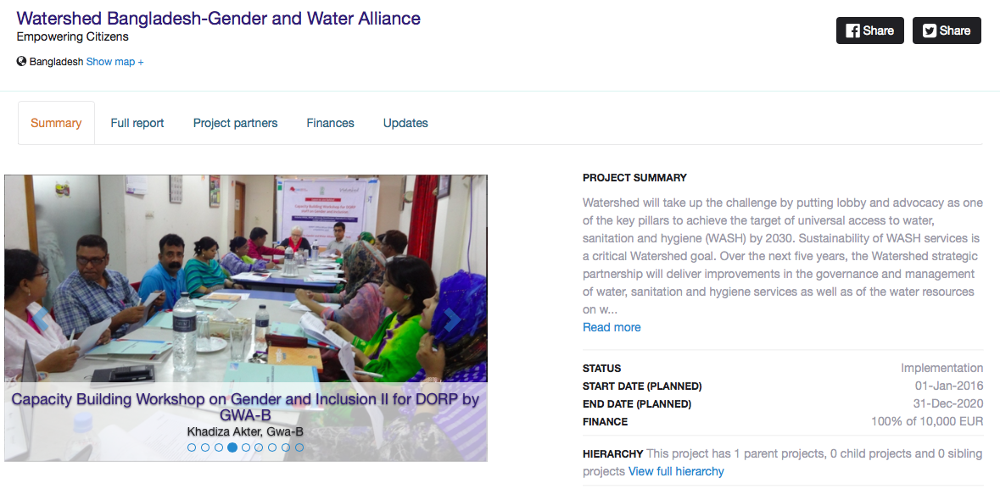 Watershed Bangladesh-Gender and Water Alliance
Empowering Citizens
Bangladesh Show map +
Share
Share
Summary
Full report
Project partners
Finances
Updates
Capacity Building Workshop for DORP
Capacity Building Workshop on Gender and Inclusion II for DORP by
GWA-B
Khadiza Akter, Gwa-B
PROJECT SUMMARY
Watershed will take up the challenge by putting lobby and advocacy as one
of the key pillars to achieve the target of universal access to water,
sanitation and hygiene (WASH) by 2030. Sustainability of WASH services is
a critical Watershed goal. Over the next five years, the Watershed strategic
partnership will deliver improvements in the governance and management
of water, sanitation and hygiene services as well as of the water resources
on w...
Read more
STATUS Implementation
START DATE (PLANNED) 01-Jan-2016
END DATE (PLANNED) 31-Dec-2020
FINANCE 100% of 10,000 EUR
HIERARCHY This project has 1 parent projects, 0 child projects and 0 sibling
projects View full hierarchy